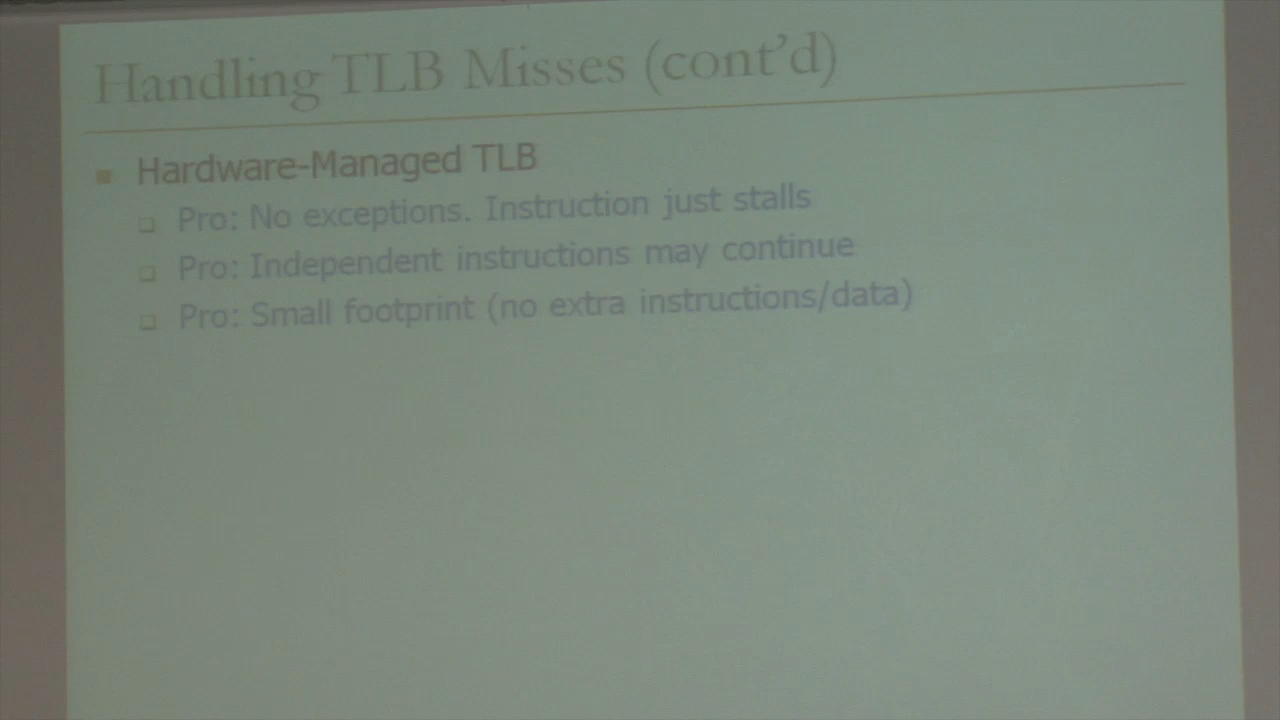 Handling TLB Misses (cont'd)
Hardware-Managed TLB
Pro: No exceptions. Instruction just stalls
Pro: Independent instructions may continue
Pro: Small footprint (no extra instructions/data)